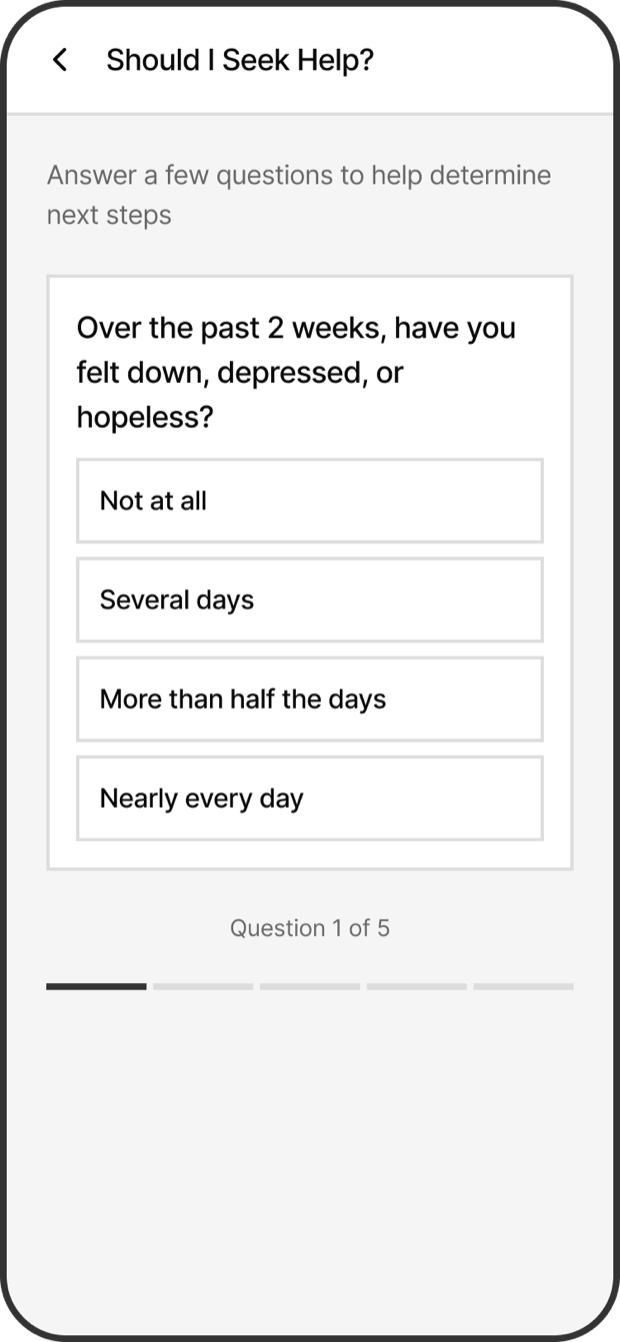 Should I Seek Help?
Answer a few questions to help determine
next steps
Over the past 2 weeks, have you
felt down, depressed, or
hopeless?
Not at all
Several days
More than half the days
Nearly every day
Question 1 of 5